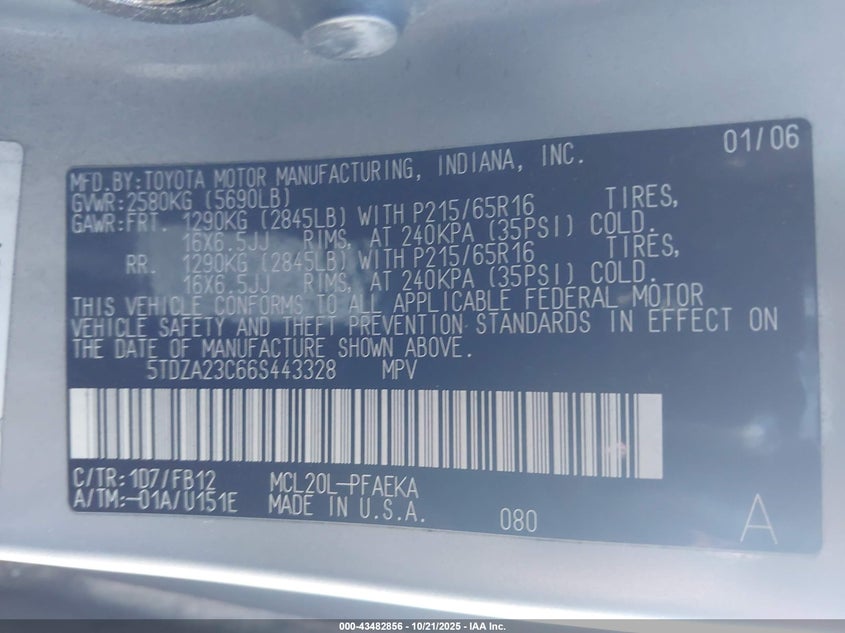 01/06
MFD.BY:TOYOTA MOTOR MANUFACTURING, INDIANA, INC.
GVWR:2580KG (5690LB)
GAWR:FRT. 1290KG (2845LB) WITH P215/65R16 TIRES,
16X6.5JJ RIMS, AT 240KPA (35PSI) COLD.
RR. 1290KG (2845LB) WITH P215/65R16 TIRES,
16X6.5JJ RIMS, AT 240KPA (35PSI) COLD.
THIS VEHICLE CONFORMS TO ALL APPLICABLE FEDERAL MOTOR
VEHICLE SAFETY AND THEFT PREVENTION STANDARDS IN EFFECT ON
THE DATE OF MANUFACTURE SHOWN ABOVE.
5TDZA23C66S443328 MPV
C/TR:1D7/FB12 MCL20L-PFAEKA
A/TM:-01A/U151E MADE IN U.S.A. 080 A
000-43482856 - 10/21/2025 - IAA Inc.